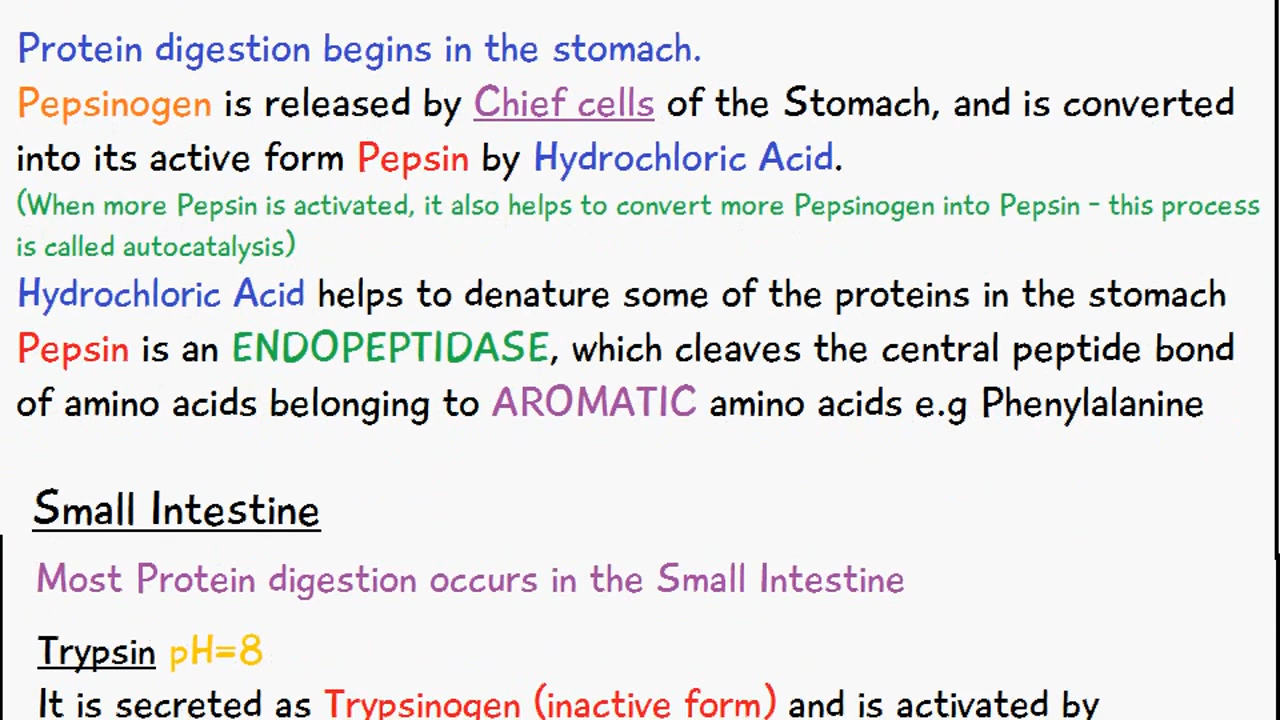 Protein digestion begins in the stomach.
Pepsinogen is released by Chief cells of the Stomach, and is converted
into its active form Pepsin by Hydrochloric Acid.
(When more Pepsin is activated, it also helps to convert more Pepsinogen into Pepsin - this process
is called autocatalysis)
Hydrochloric Acid helps to denature some of the proteins in the stomach
Pepsin is an ENDOPEPTIDASE, which cleaves the central peptide bond
of amino acids belonging to AROMATIC amino acids e.g Phenylalanine
Small Intestine
Most Protein digestion occurs in the Small Intestine
Trypsin pH=8
It is secreted as Trypsinogen (inactive form) and is activated by